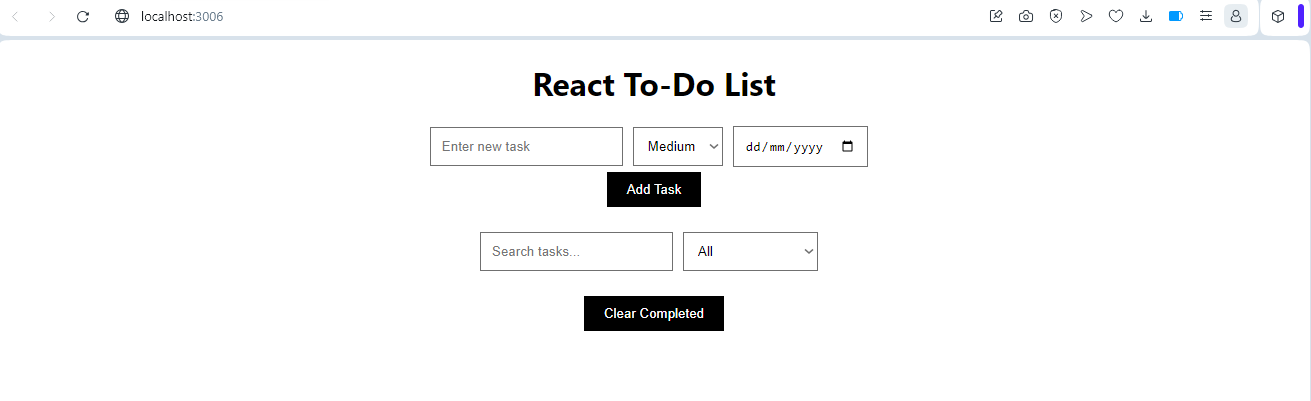 localhost:3006
React To-Do List
Enter new task Medium dd/mm/yyyy
Add Task
Search tasks... All
Clear Completed